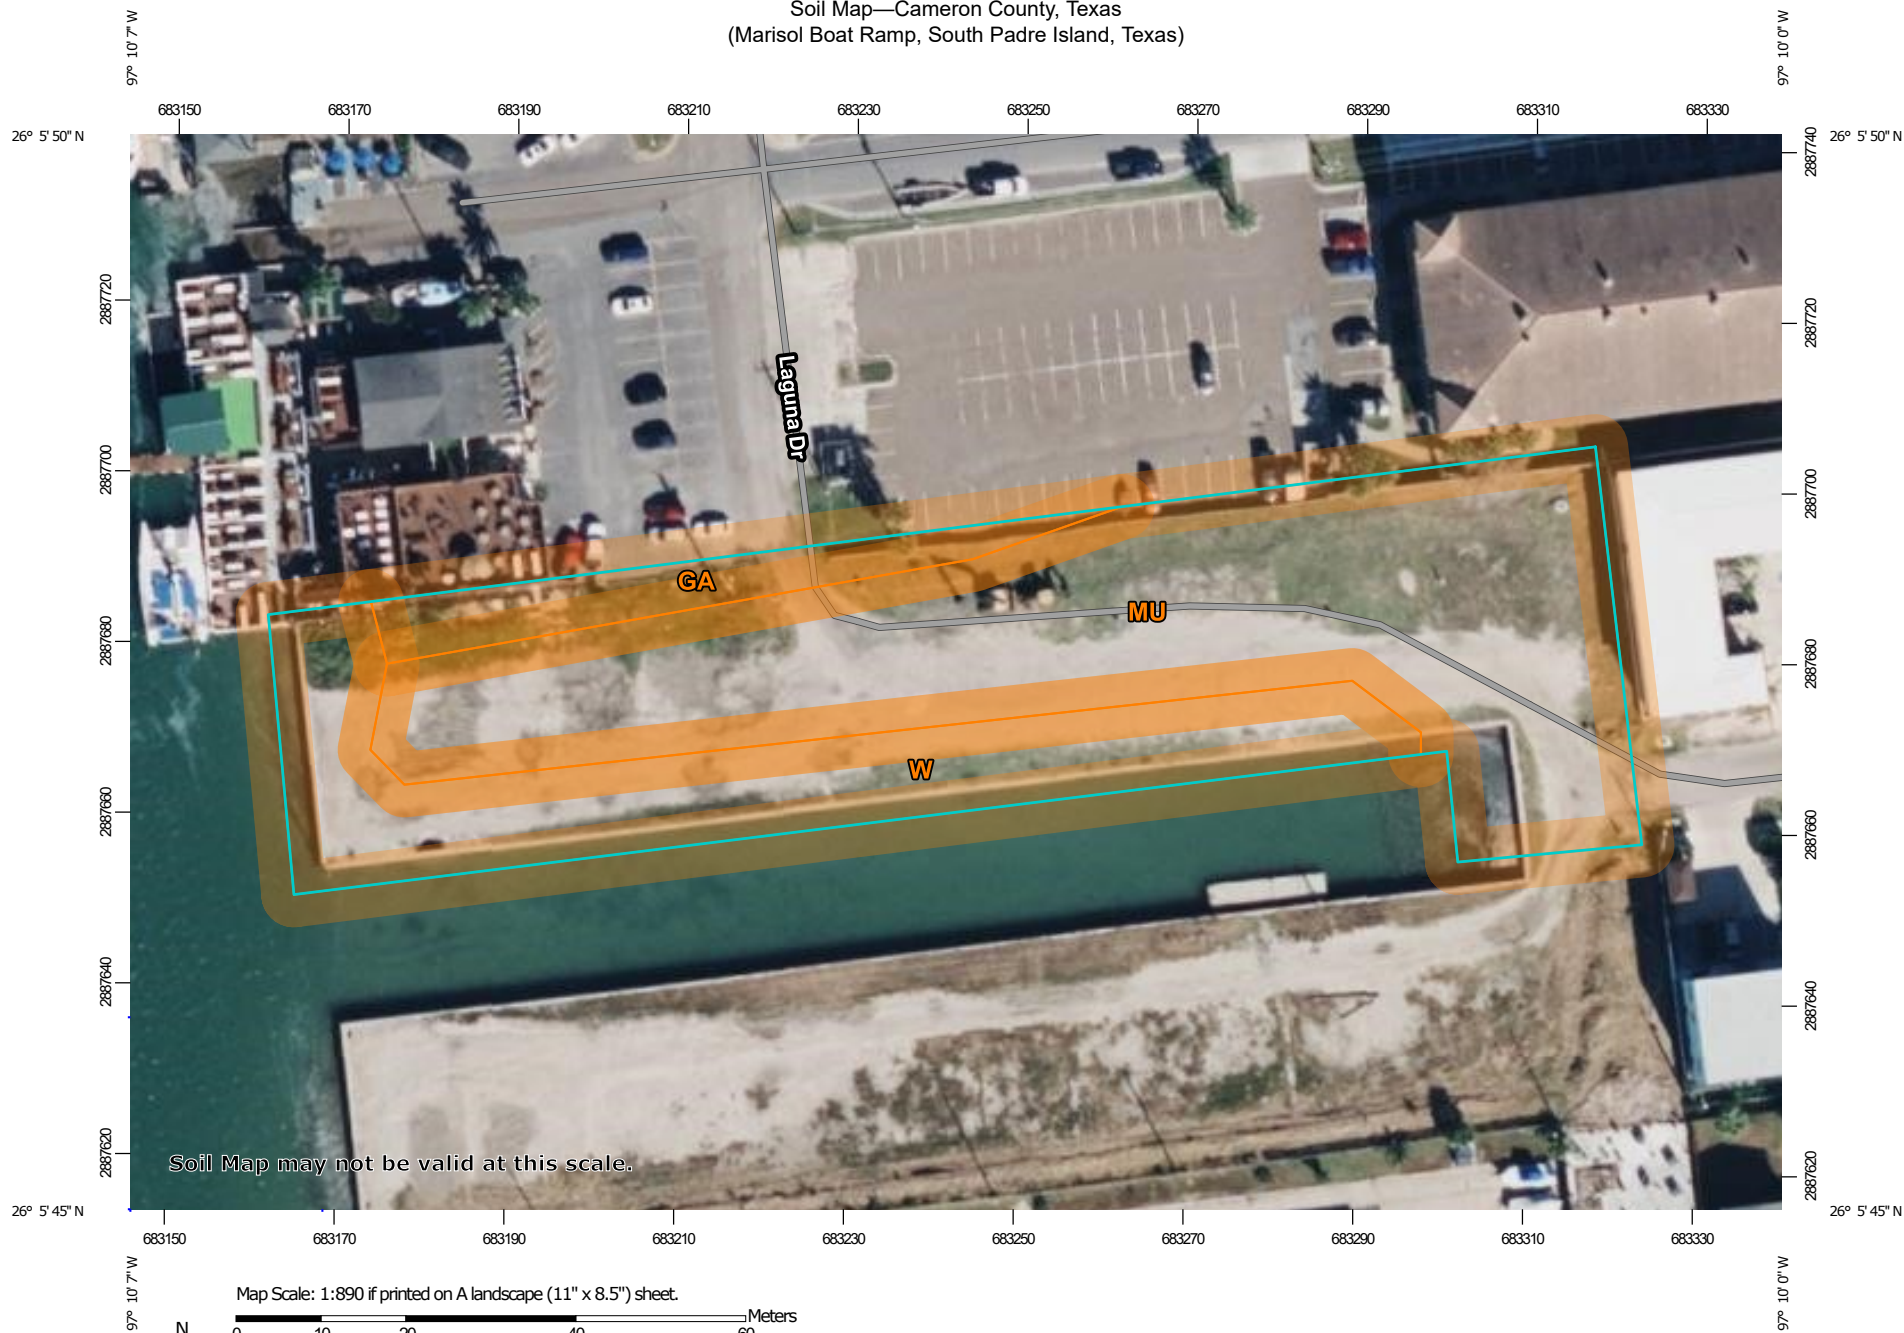 Soil Map—Cameron County, Texas
(Marisol Boat Ramp, South Padre Island, Texas)
97° 10' 7" W
97° 10' 0" W
683150 683170 683190 683210 683230 683250 683270 683290 683310 683330
26° 5' 50" N
26° 5' 50" N
2887740
2887720
2887720
Laguna Dr
2887700
2887700
GA
MU
2887680
2887680
W
2887660
2887660
2887640
2887640
2887620
2887620
Soil Map may not be valid at this scale.
26° 5' 45" N
26° 5' 45" N
683150 683170 683190 683210 683230 683250 683270 683290 683310 683330
97° 10' 7" W
97° 10' 0" W
Map Scale: 1:890 if printed on A landscape (11" x 8.5") sheet.
Meters
N
0 10 20 40 60